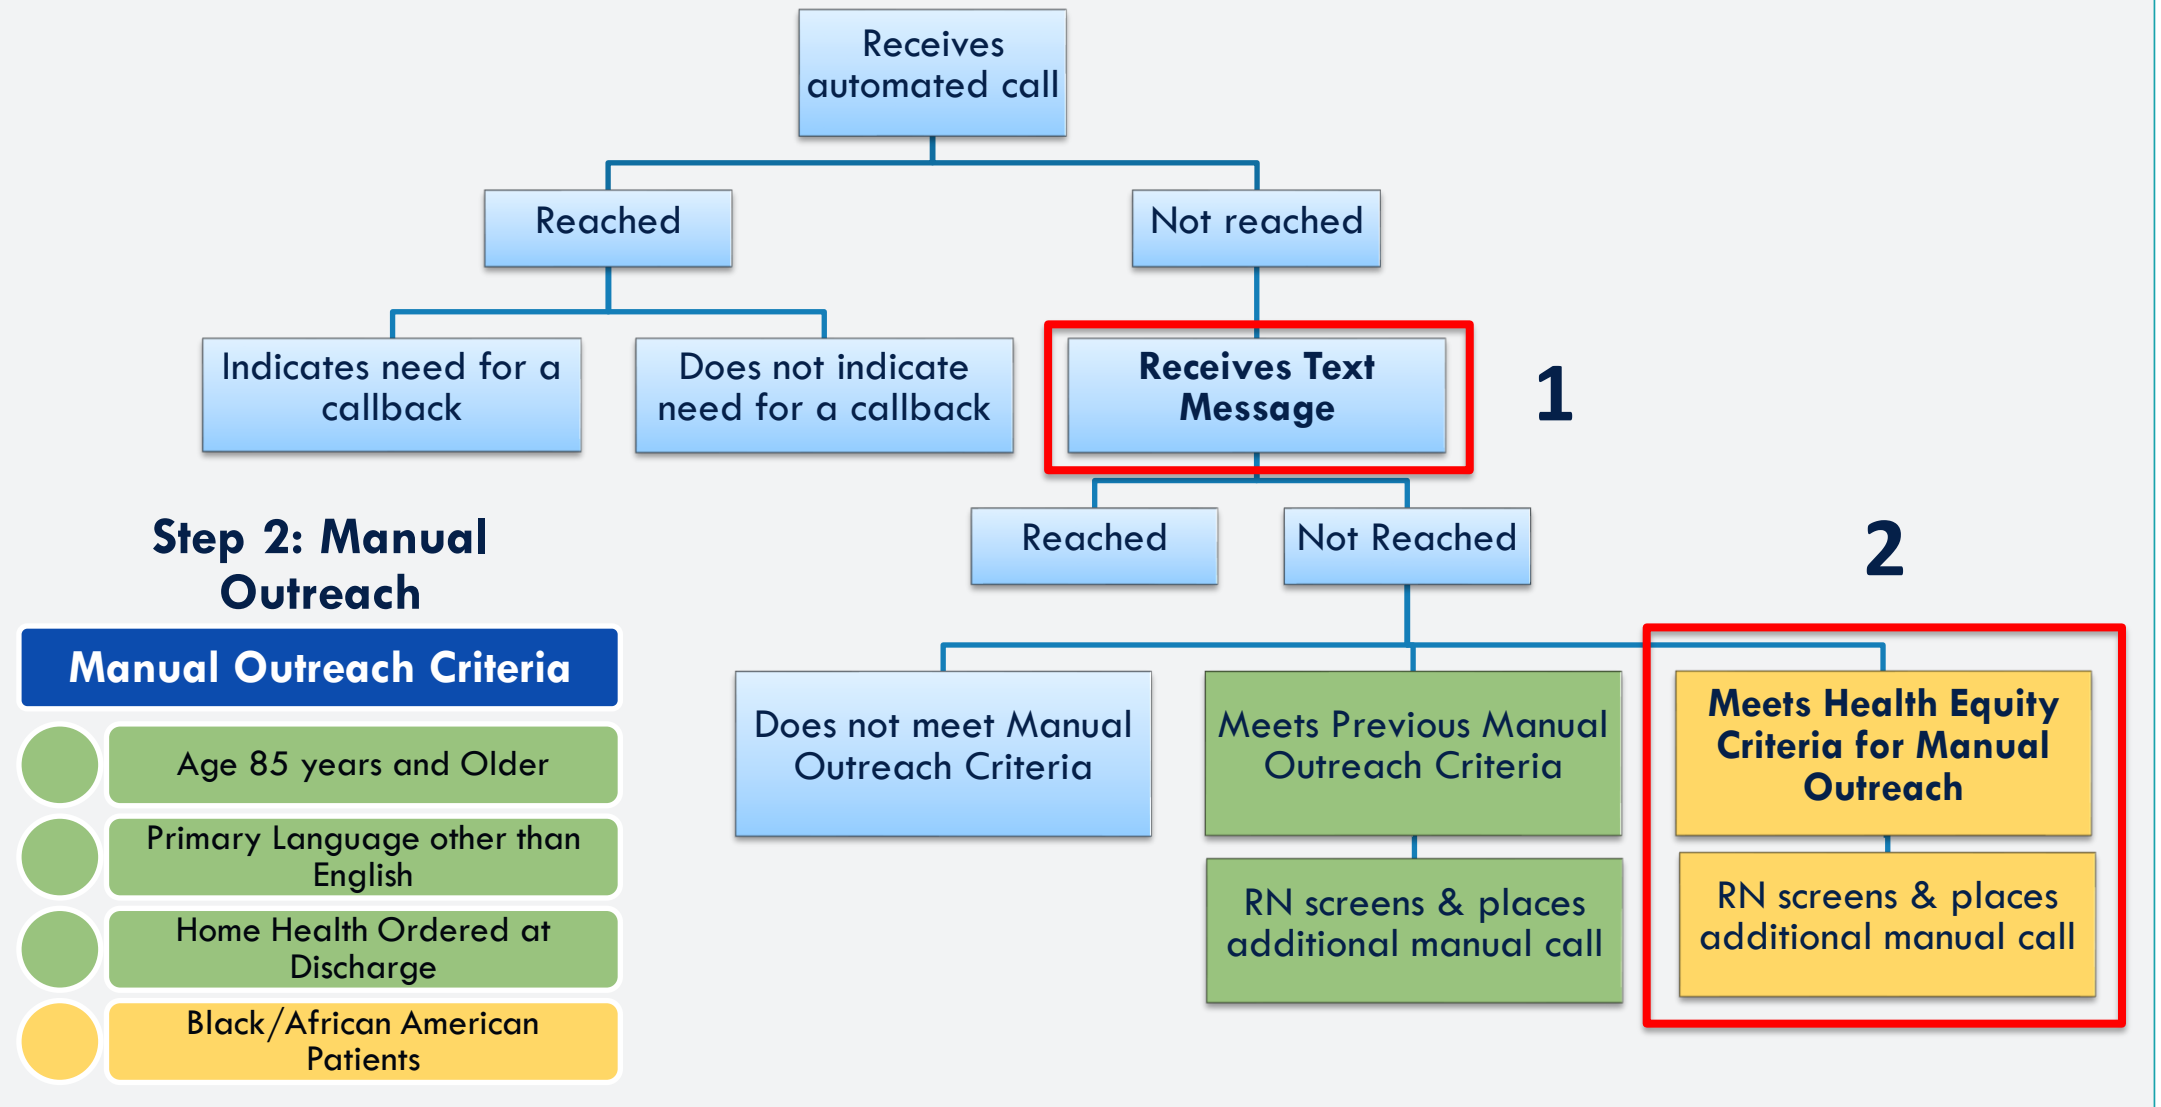 Receives
automated call
Reached
Not reached
Indicates need for a
callback
Does not indicate
need for a callback
Receives Text
Message
1
Reached
Not Reached
2
Does not meet Manual
Outreach Criteria
Meets Previous Manual
Outreach Criteria
Meets Health Equity
Criteria for Manual
Outreach
RN screens & places
additional manual call
RN screens & places
additional manual call
Step 2: Manual
Outreach
Manual Outreach Criteria
Age 85 years and Older
Primary Language other than
English
Home Health Ordered at
Discharge
Black/African American
Patients